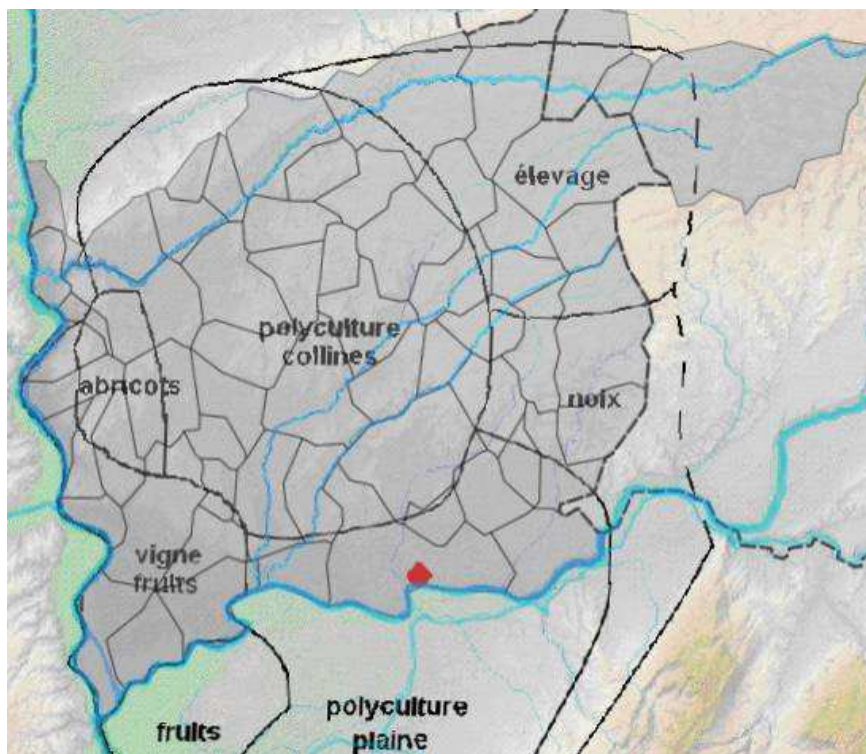 élevage
polyculture
collines
abricots
noix
vigne
fruits
polyculture
plaine
fruits